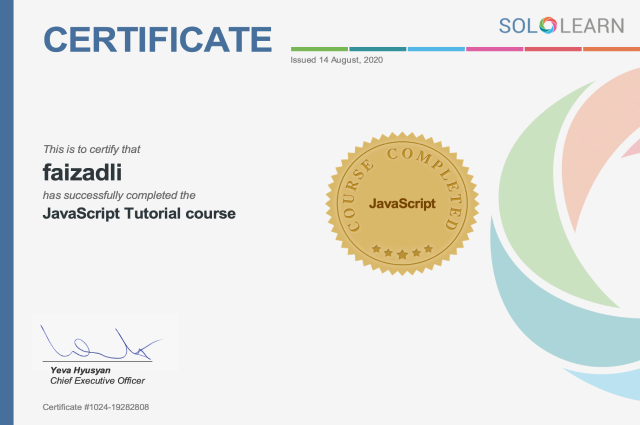 CERTIFICATE
SOLOLEARN
Issued 14 August, 2020
This is to certify that
faizadli
has successfully completed the
JavaScript Tutorial course
COURSE COMPLETED
JavaScript
Yeva Hyusyan
Chief Executive Officer
Certificate #1024-19282808